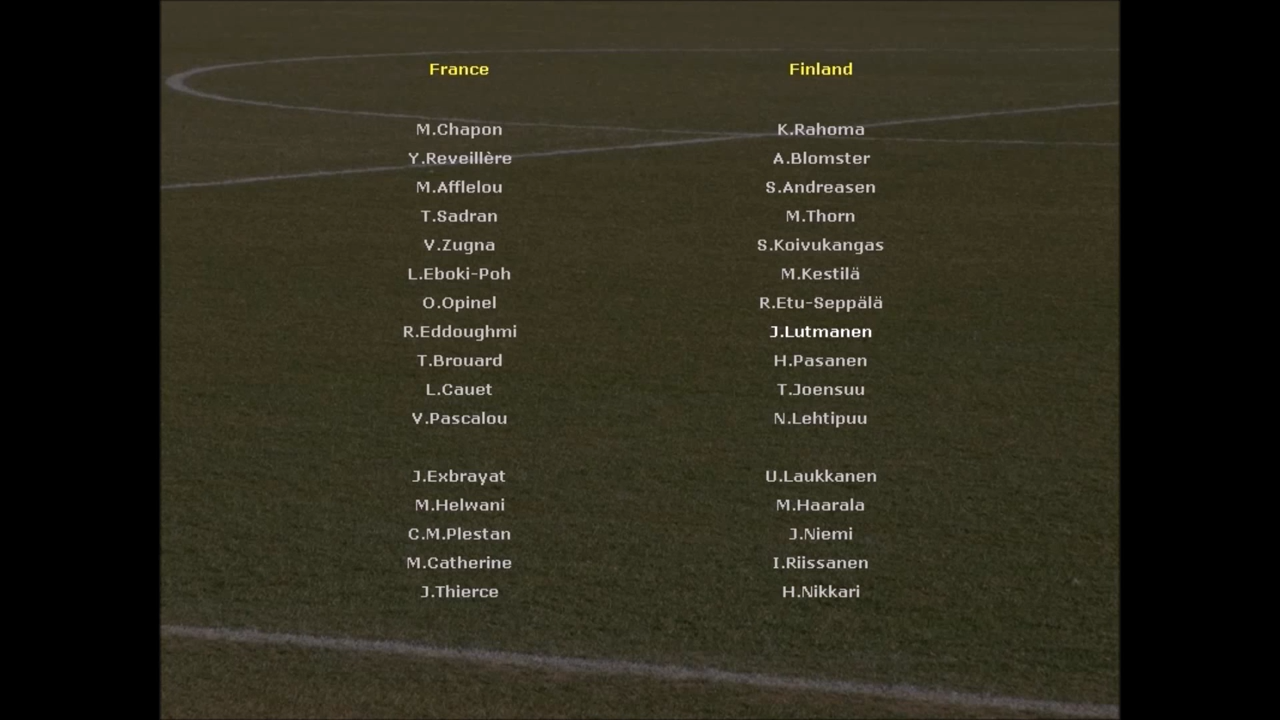 France Finland
M.Chapon K.Rahoma
Y.Reveillère A.Blomster
M.Afflelou S.Andreasen
T.Sadran M.Thorn
V.Zugna S.Koivukangas
L.Eboki-Poh M.Kestilä
O.Opinel R.Etu-Seppälä
R.Eddoughmi J.Lutmanen
T.Brouard H.Pasanen
L.Cauet T.Joensuu
V.Pascalou N.Lehtipuu
J.Exbrayat U.Laukkanen
M.Helwani M.Haarala
C.M.Plestan J.Niemi
M.Catherine I.Riissanen
J.Thierce H.Nikkari